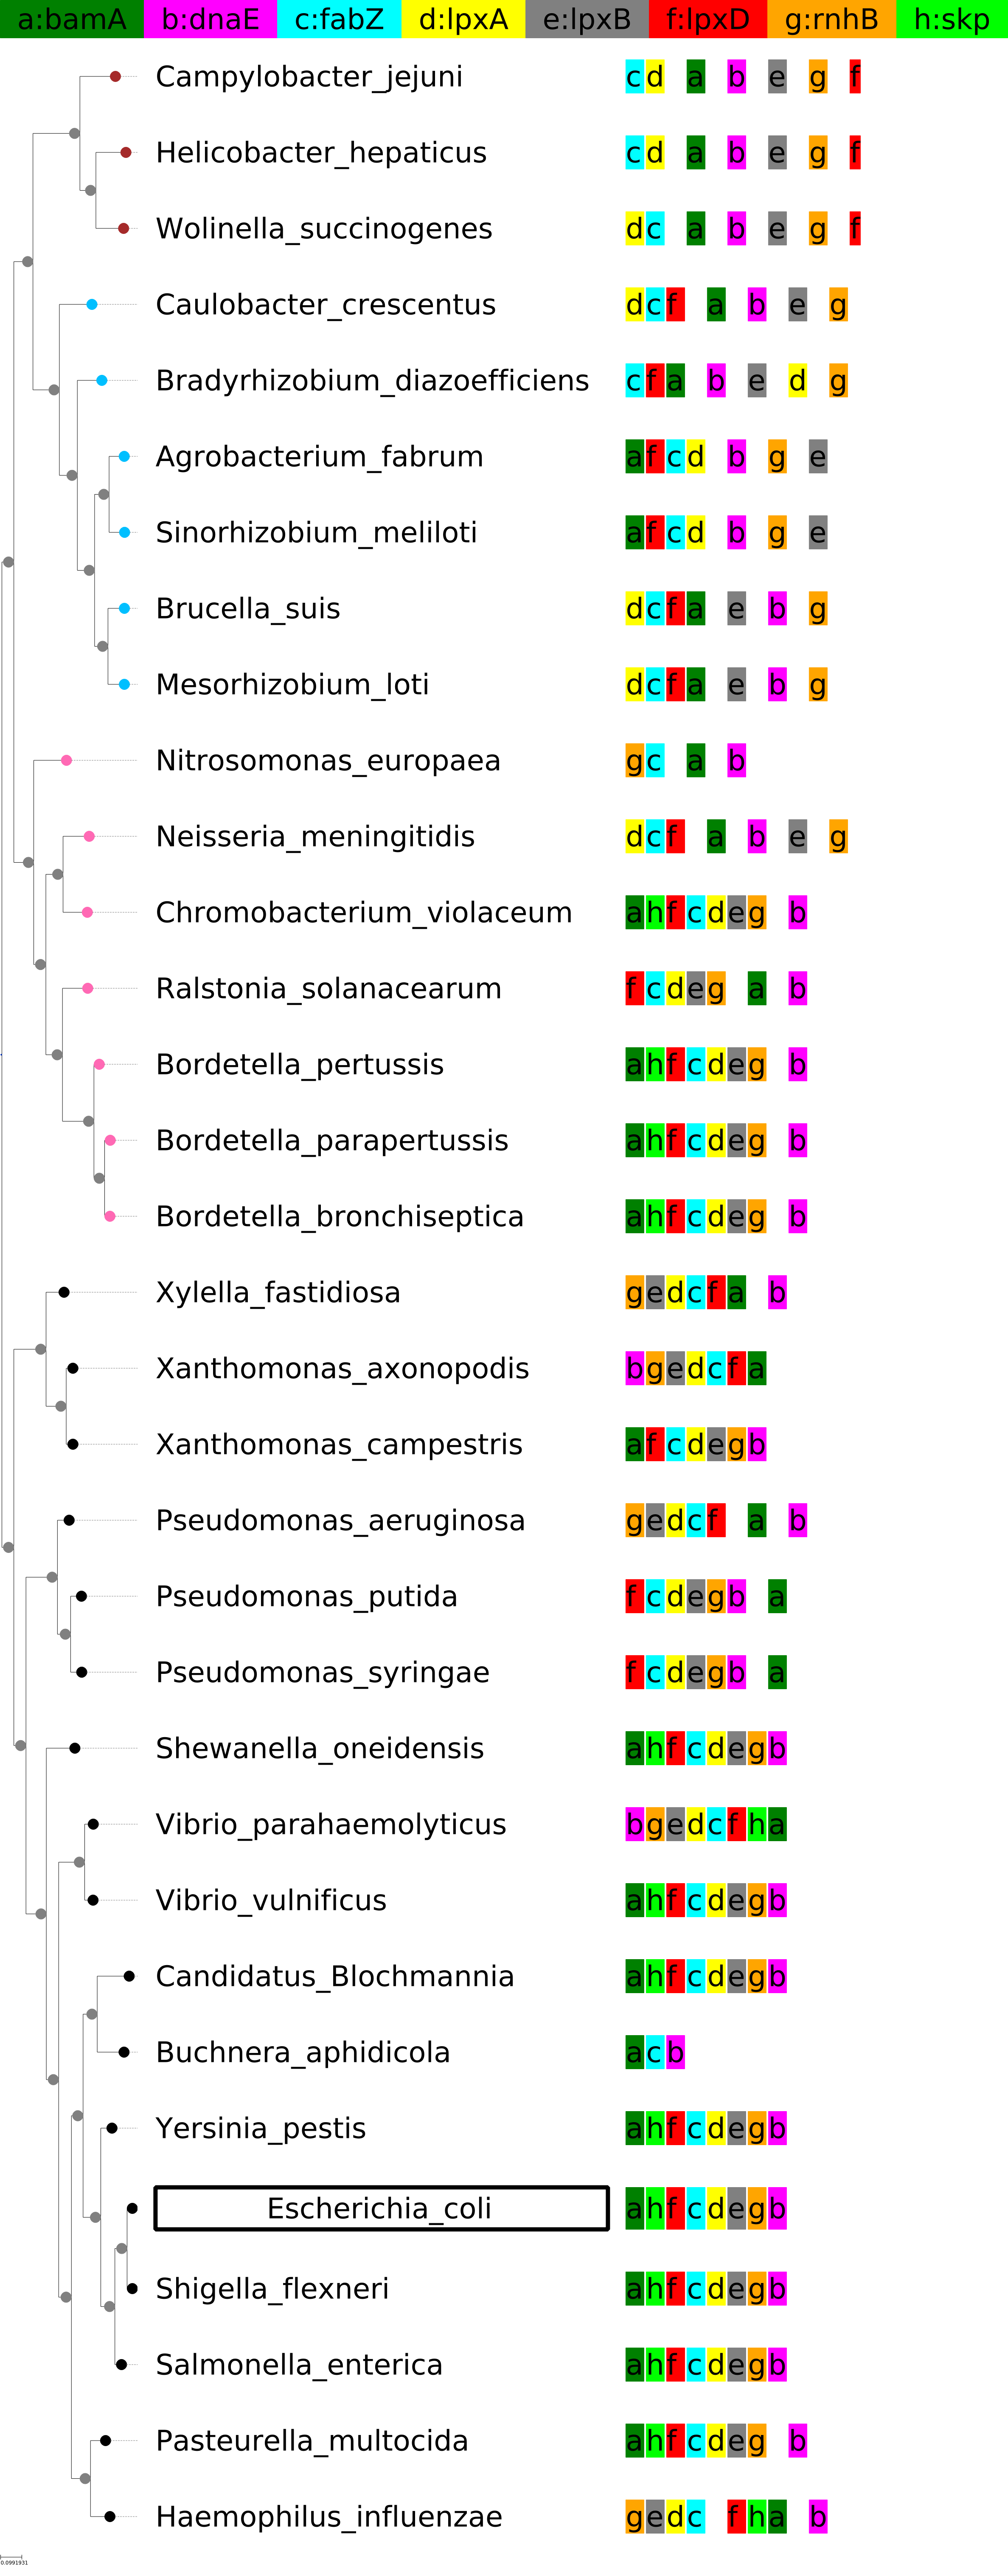 a:bamA b:dnaE c:fabZ d:lpxA e:lpxB f:lpxD g:rnhB h:skp
Campylobacter_jejuni cd a b e g f
Helicobacter_hepaticus cd a b e g f
Wolinella_succinogenes dc a b e g f
Caulobacter_crescentus dcf a b e g
Bradyrhizobium_diazoefficiens cfa b e d g
Agrobacterium_fabrum afcd b g e
Sinorhizobium_meliloti afcd b g e
Brucella_suis dcfa e b g
Mesorhizobium_loti dcfa e b g
Nitrosomonas_europaea gc a b
Neisseria_meningitidis dcf a b e g
Chromobacterium_violaceum ahfcdeg b
Ralstonia_solanacearum fcdeg a b
Bordetella_pertussis ahfcdeg b
Bordetella_parapertussis ahfcdeg b
Bordetella_bronchiseptica ahfcdeg b
Xylella_fastidiosa gedcfa b
Xanthomonas_axonopodis bgedcfa
Xanthomonas_campestris afcdegb
Pseudomonas_aeruginosa gedcf a b
Pseudomonas_putida fcdegb a
Pseudomonas_syringae fcdegb a
Shewanella_oneidensis ahfcdegb
Vibrio_parahaemolyticus bgedcfha
Vibrio_vulnificus ahfcdegb
Candidatus_Blochmannia ahfcdegb
Buchnera_aphidicola acb
Yersinia_pestis ahfcdegb
Escherichia_coli ahfcdegb
Shigella_flexneri ahfcdegb
Salmonella_enterica ahfcdegb
Pasteurella_multocida ahfcdeg b
Haemophilus_influenzae gedc fha b
0.0991931